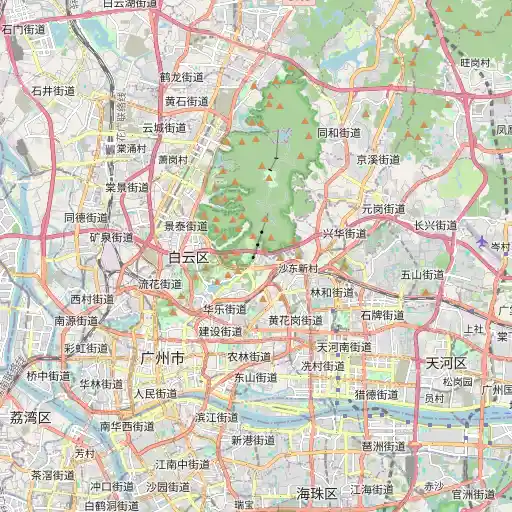 白云湖街道
石门街道
鹤龙街道
旺岗村
石井街道
黄石街道
联络线
云城街道
同和街道
棠涌村
萧岗村
京溪街道
棠景街道
元岗街道
同德街道
景泰街道
长兴街道
矿泉街道
兴华街道
岑村
白云区
沙东新村
五山街道
流花街道
林和街道
西村街道
华乐街道
石牌街道
南源街道
黄花岗街道
上社
建设街道
棠
彩虹街道
天河南街道
广州市
农林街道
天河区
冼村街道
桥中街道
东山街道
松岗园
华林街道
广州国
人民街道
猎德街道
员村
荔湾区
滨江街道
南华西街道
新港街道
琶洲街道
芳村
江南中街道
茶滘街道
冲口街道
沙园街道
江海街道
赤沙
海珠区
官洲街道
白鹤洞街道
瑞宝